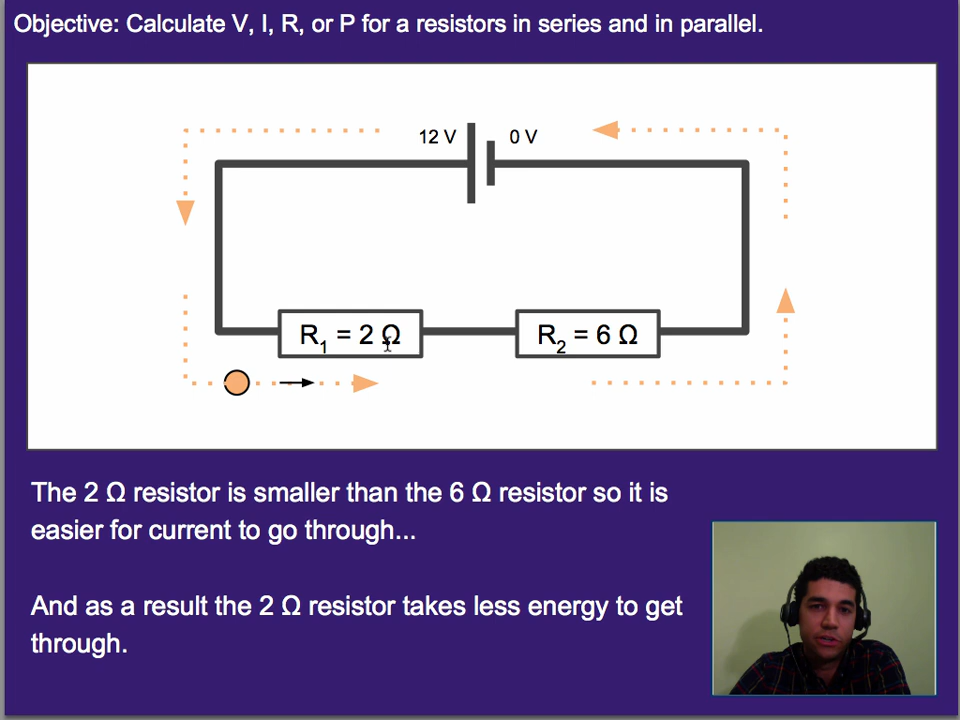 Objective: Calculate V, I, R, or P for a resistors in series and in parallel.
12 V
0 V
R1 = 2 Ω
R2 = 6 Ω
The 2 Ω resistor is smaller than the 6 Ω resistor so it is
easier for current to go through...
And as a result the 2 Ω resistor takes less energy to get
through.